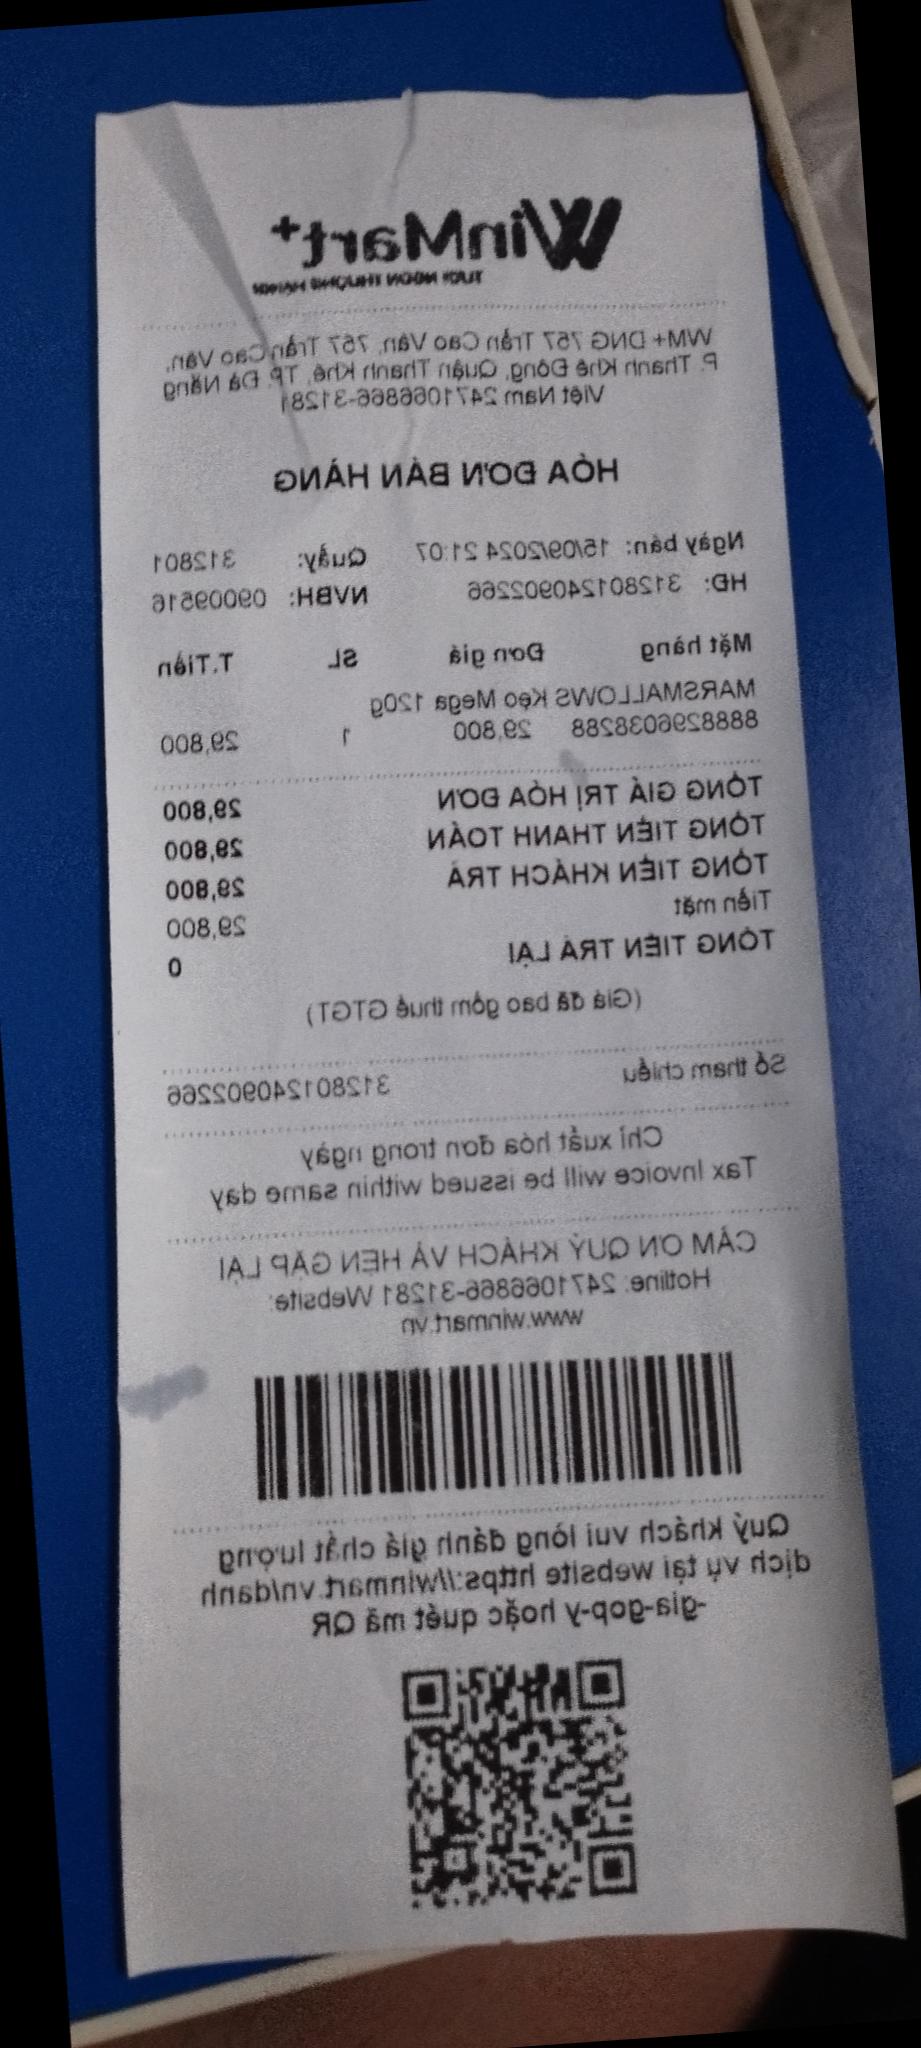 WinMart+
TƯƠI NGON THƯỢNG HẠNG
WM+ DNG 767 Trần Cao Vân, 767 Trần Cao Vân,
P. Thanh Khê Đông, Quận Thanh Khê, TP. Đà Nẵng
Việt Nam 2471066866-31281
HÓA ĐƠN BÁN HÀNG
Ngày bán: 15/09/2024 21:07 Quầy: 312801
HĐ: 31280124090​2266 NVBH: 09009516
Mặt hàng Đơn giá SL T.Tiền
MARSMALLOWS Kẹo Mega 120g
8888296038288 29,800 1 29,800
TỔNG GIÁ TRỊ HÓA ĐƠN 29,800
TỔNG TIỀN THANH TOÁN 29,800
TỔNG TIỀN KHÁCH TRẢ 29,800
Tiền mặt 29,800
TỔNG TIỀN TRẢ LẠI 0
(Giá đã bao gồm thuế GTGT)
Số tham chiếu 312801240902266
Chỉ xuất hóa đơn trong ngày
Tax Invoice will be issued within same day
CẢM ƠN QUÝ KHÁCH VÀ HẸN GẶP LẠI
Hotline: 2471066866-31281 Website:
www.winmart.vn
Quý khách vui lòng đánh giá chất lượng
dịch vụ tại website https://winmart.vn/danh
-gia-gop-y hoặc quét mã QR